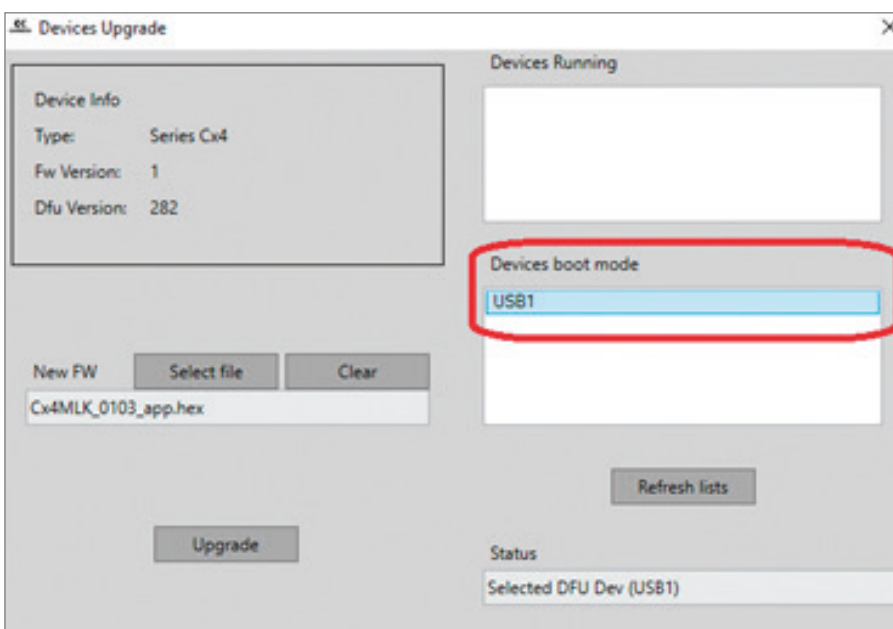 Devices Upgrade
Device Info
Type: Series Cx4
Fw Version: 1
Dfu Version: 282
New FW
Select file
Clear
Cx4MLK_0103_app.hex
Upgrade
Devices Running
Devices boot mode
USB1
Refresh lists
Status
Selected DFU Dev (USB1)